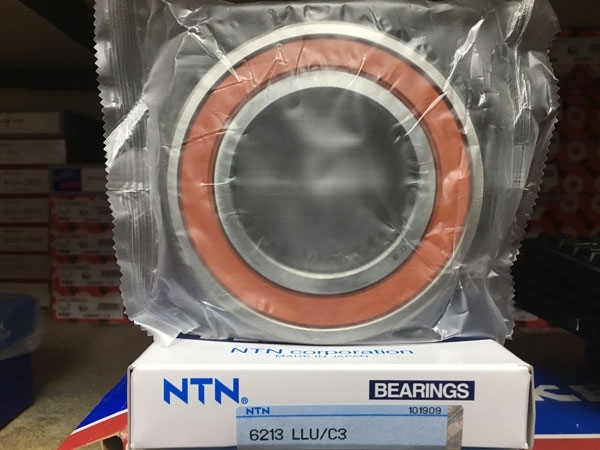 NTN corporation
MADE IN JAPAN
NTN® BEARINGS
NTN 101909
6213 LLU/C3